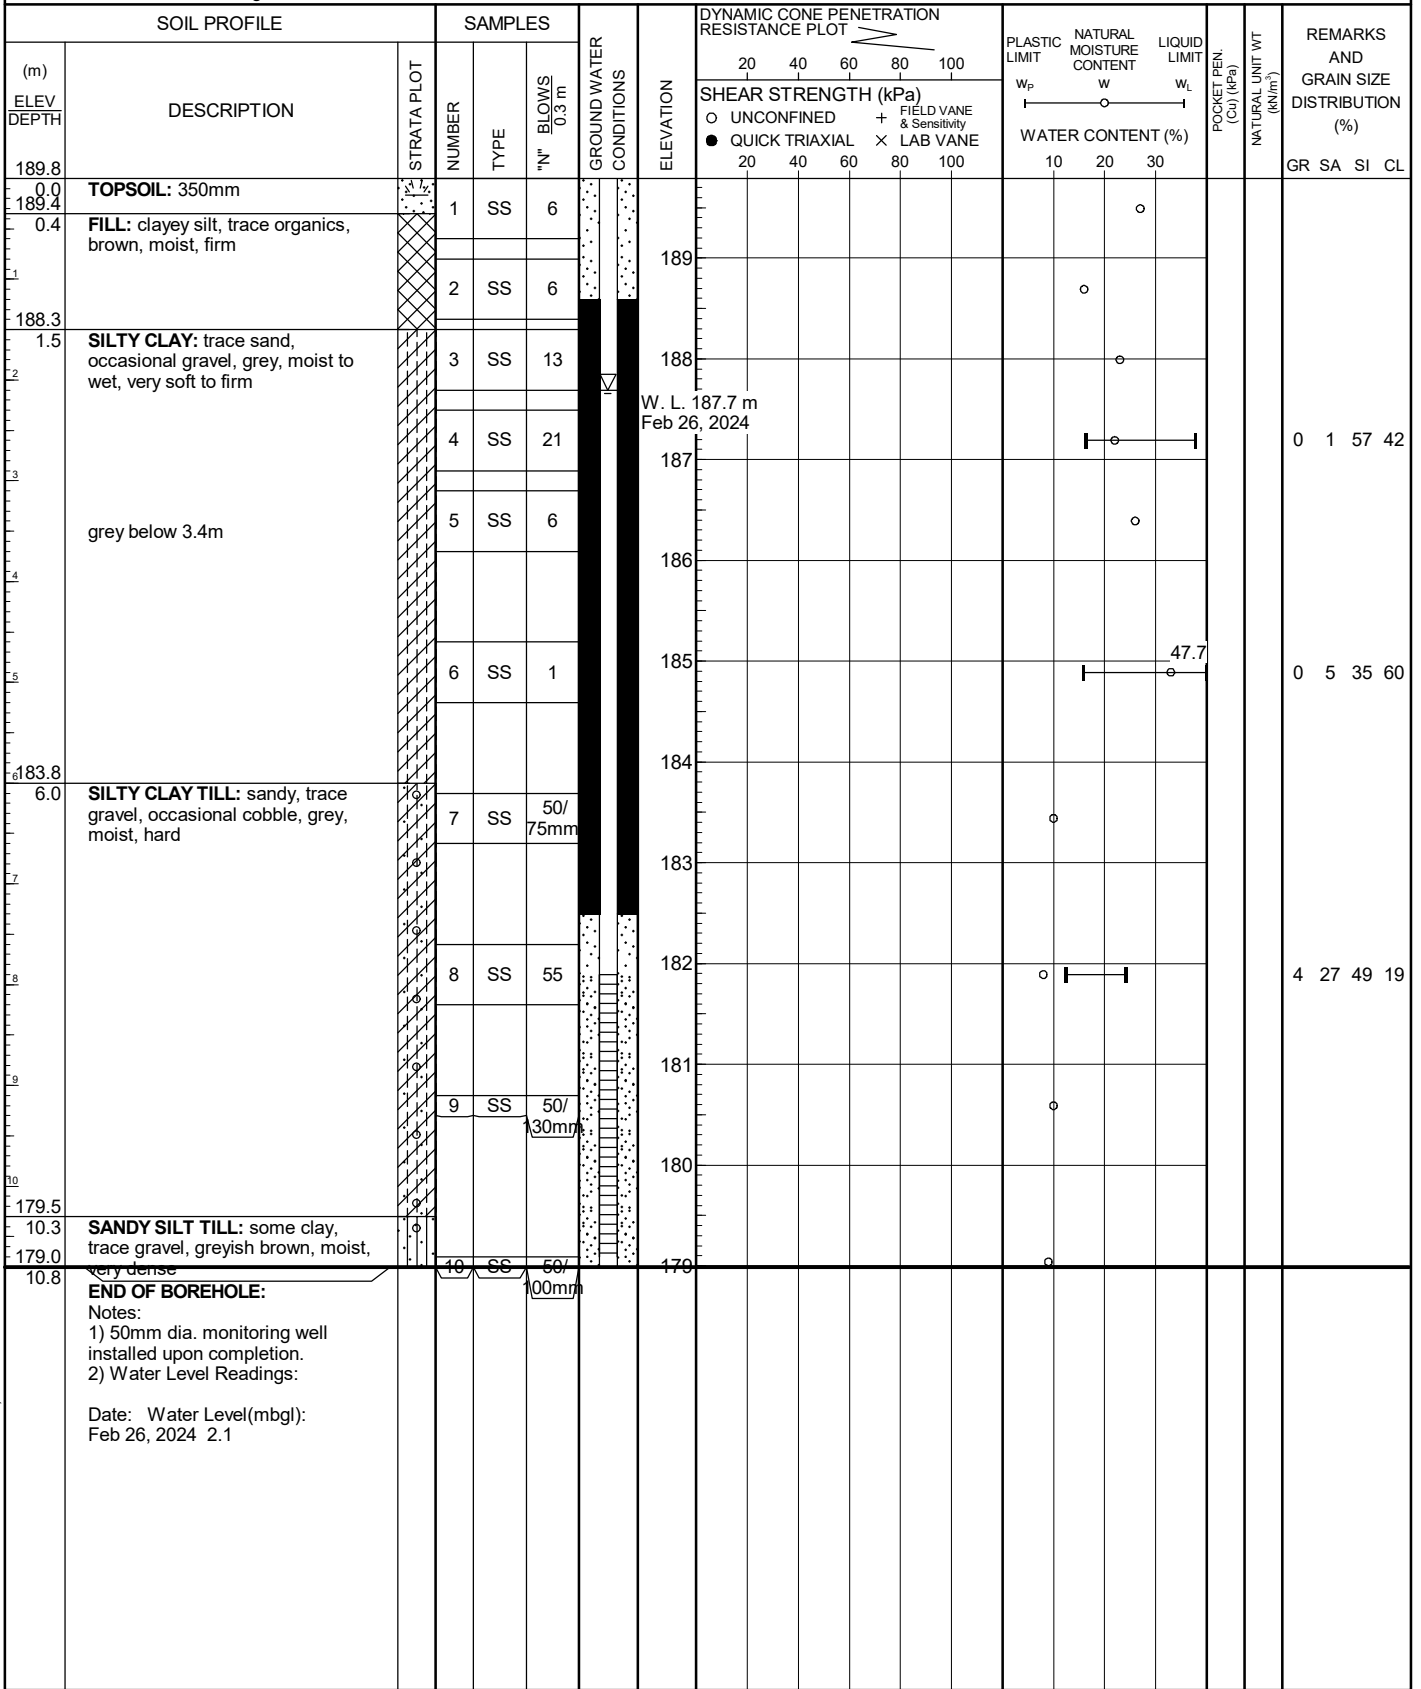 SOIL PROFILE
SAMPLES
GROUND WATER
CONDITIONS
ELEVATION
DYNAMIC CONE PENETRATION
RESISTANCE PLOT
20 40 60 80 100
SHEAR STRENGTH (kPa)
O UNCONFINED + FIELD VANE
& Sensitivity
● QUICK TRIAXIAL × LAB VANE
20 40 60 80 100
PLASTIC
LIMIT
NATURAL
MOISTURE
CONTENT
LIQUID
LIMIT
WP W WL
WATER CONTENT (%)
10 20 30
POCKET PEN.
(Cu) (kPa)
NATURAL UNIT WT
(kN/m³)
REMARKS
AND
GRAIN SIZE
DISTRIBUTION
(%)
GR SA SI CL
(m)
ELEV
DEPTH
DESCRIPTION
STRATA PLOT
NUMBER
TYPE
"N" BLOWS
0.3 m
189.8
0.0 TOPSOIL: 350mm
189.4
0.4 FILL: clayey silt, trace organics,
brown, moist, firm
1 SS 6
189
1
2 SS 6
188.3
1.5 SILTY CLAY: trace sand,
occasional gravel, grey, moist to
wet, very soft to firm
3 SS 13
188
2
W. L. 187.7 m
Feb 26, 2024
4 SS 21
0 1 57 42
187
3
5 SS 6
grey below 3.4m
186
4
185
47.7
6 SS 1
0 5 35 60
5
184
6
183.8
6.0 SILTY CLAY TILL: sandy, trace
gravel, occasional cobble, grey,
moist, hard
7 SS 50/
75mm
183
7
182
8 SS 55
4 27 49 19
8
181
9
9 SS 50/
130mm
180
10
179.5
10.3 SANDY SILT TILL: some clay,
trace gravel, greyish brown, moist,
very dense
179.0
10 SS 50/
100mm
179
10.8
END OF BOREHOLE:
Notes:
1) 50mm dia. monitoring well
installed upon completion.
2) Water Level Readings:
Date: Water Level(mbgl):
Feb 26, 2024 2.1